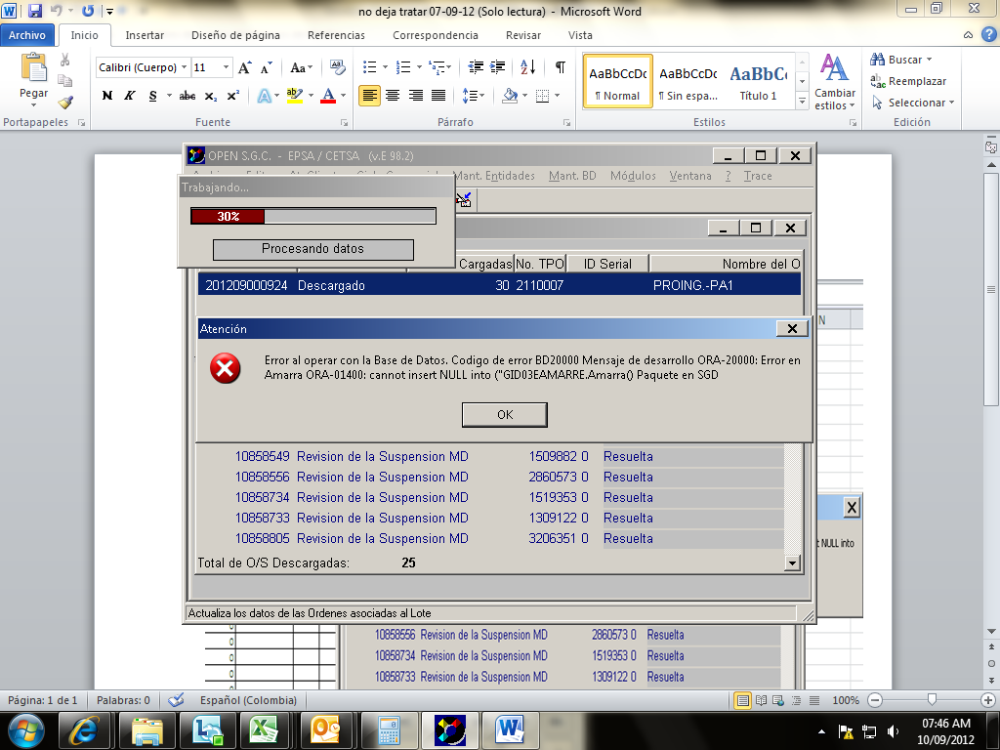 no deja tratar 07-09-12 (Solo lectura) - Microsoft Word
Archivo Inicio Insertar Diseño de página Referencias Correspondencia Revisar Vista
Pegar
Calibri (Cuerpo) 11
Aa
N K S abc x₂ x²
AaBbCcDc AaBbCcDc AaBbCc
¶ Normal ¶ Sin espa... Título 1
Cambiar estilos
Buscar
Reemplazar
Seleccionar
Portapapeles Fuente Párrafo Estilos Edición
OPEN S.G.C. - EPSA / CETSA (v.E 98.2)
Mant. Entidades Mant. BD Módulos Ventana ? Trace
Trabajando...
30%
Procesando datos
Cargadas No. TPO ID Serial Nombre del O
201209000924 Descargado 30 2110007 PROING.-PA1
N
Atención
Error al operar con la Base de Datos. Codigo de error BD20000 Mensaje de desarrollo ORA-20000: Error en
Amarra ORA-01400: cannot insert NULL into ("GID03EAMARRE.Amarra() Paquete en SGD
OK
10858549 Revision de la Suspension MD 1509882 0 Resuelta
10858556 Revision de la Suspension MD 2860573 0 Resuelta
10858734 Revision de la Suspension MD 1519353 0 Resuelta
10858733 Revision de la Suspension MD 1309122 0 Resuelta
10858805 Revision de la Suspension MD 3206351 0 Resuelta
NULL into
Total de O/S Descargadas: 25
Actualiza los datos de las Ordenes asociadas al Lote
0
10858556 Revision de la Suspension MD 2860573 0 Resuelta
0
10858734 Revision de la Suspension MD 1519353 0 Resuelta
0
10858733 Revision de la Suspension MD 1309122 0 Resuelta
0
Página: 1 de 1 Palabras: 0 Español (Colombia) 100%
07:46 AM
10/09/2012